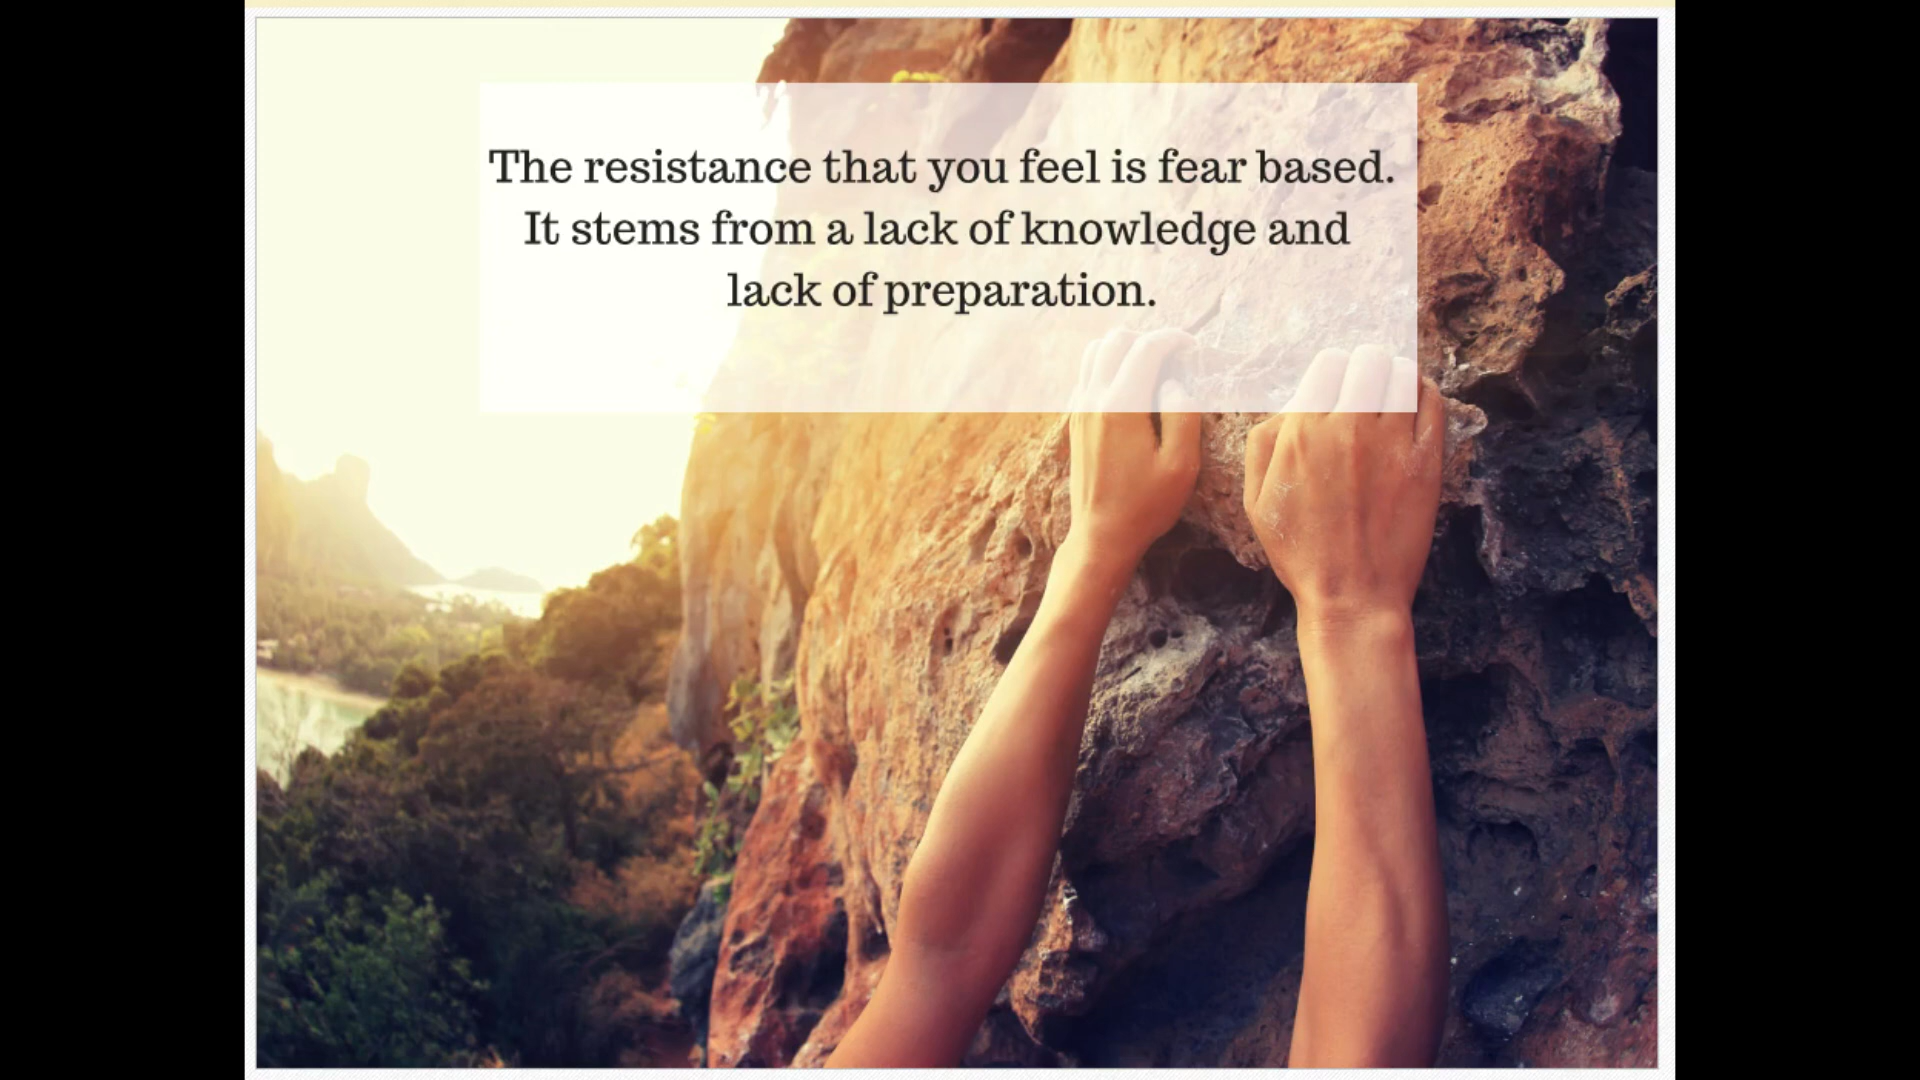 The resistance that you feel is fear based.
It stems from a lack of knowledge and
lack of preparation.